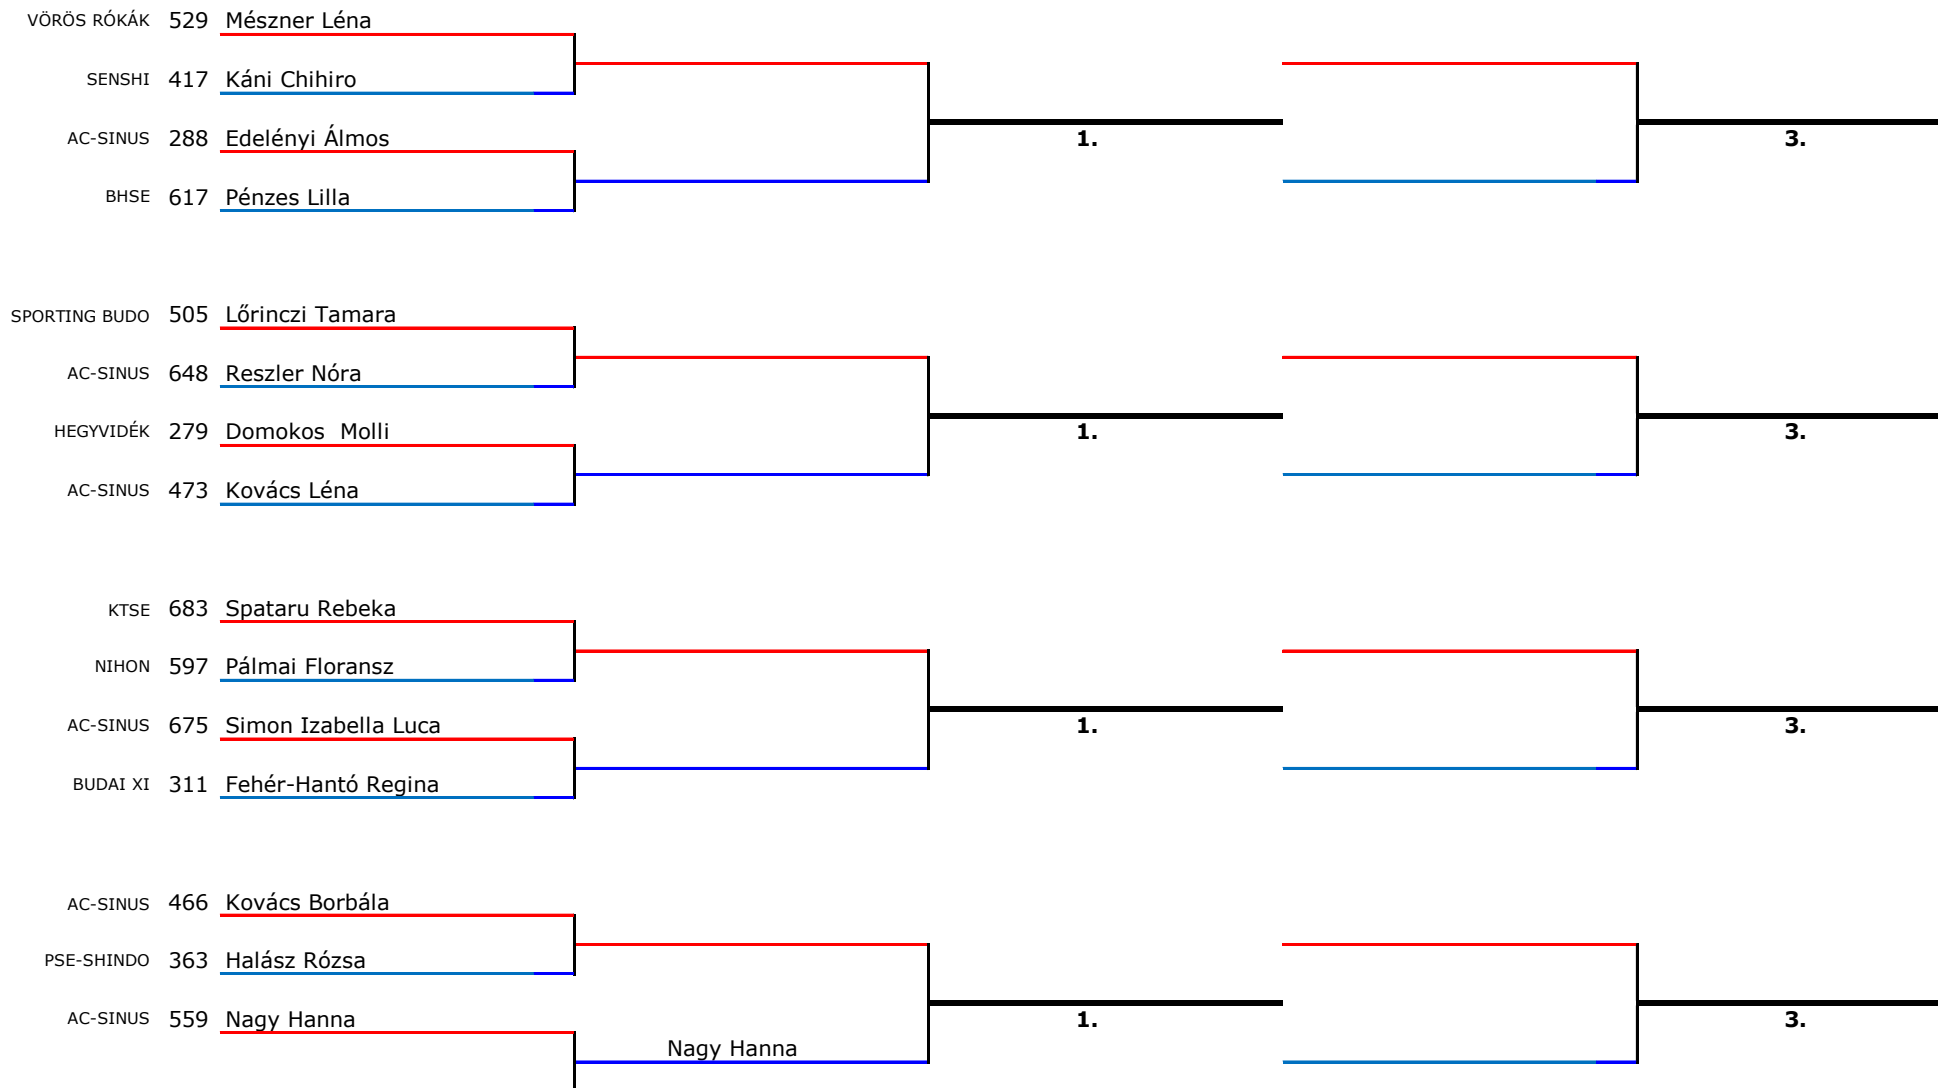 VÖRÖS RÓKÁK 529 Mészner Léna
SENSHI 417 Káni Chihiro
AC-SINUS 288 Edelényi Álmos 1. 3.
BHSE 617 Pénzes Lilla
SPORTING BUDO 505 Lőrinczi Tamara
AC-SINUS 648 Reszler Nóra
HEGYVIDÉK 279 Domokos  Molli 1. 3.
AC-SINUS 473 Kovács Léna
KTSE 683 Spataru Rebeka
NIHON 597 Pálmai Floransz
AC-SINUS 675 Simon Izabella Luca 1. 3.
BUDAI XI 311 Fehér-Hantó Regina
AC-SINUS 466 Kovács Borbála
PSE-SHINDO 363 Halász Rózsa
AC-SINUS 559 Nagy Hanna 1. 3.
Nagy Hanna